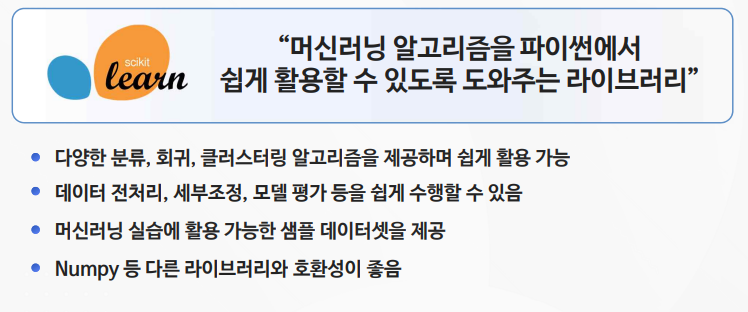 scikit
learn
“머신러닝 알고리즘을 파이썬에서
쉽게 활용할 수 있도록 도와주는 라이브러리”
다양한 분류, 회귀, 클러스터링 알고리즘을 제공하며 쉽게 활용 가능
데이터 전처리, 세부조정, 모델 평가 등을 쉽게 수행할 수 있음
머신러닝 실습에 활용 가능한 샘플 데이터셋을 제공
Numpy 등 다른 라이브러리와 호환성이 좋음